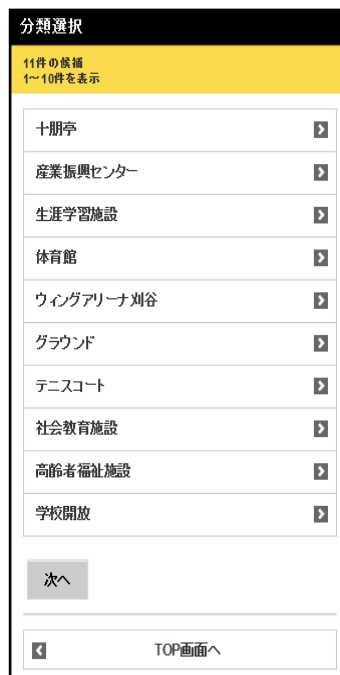 分類選択
11件の候補
1～10件を表示
十朋亭
産業振興センター
生涯学習施設
体育館
ウィングアリーナ刈谷
グラウンド
テニスコート
社会教育施設
高齢者福祉施設
学校開放
次へ
TOP画面へ